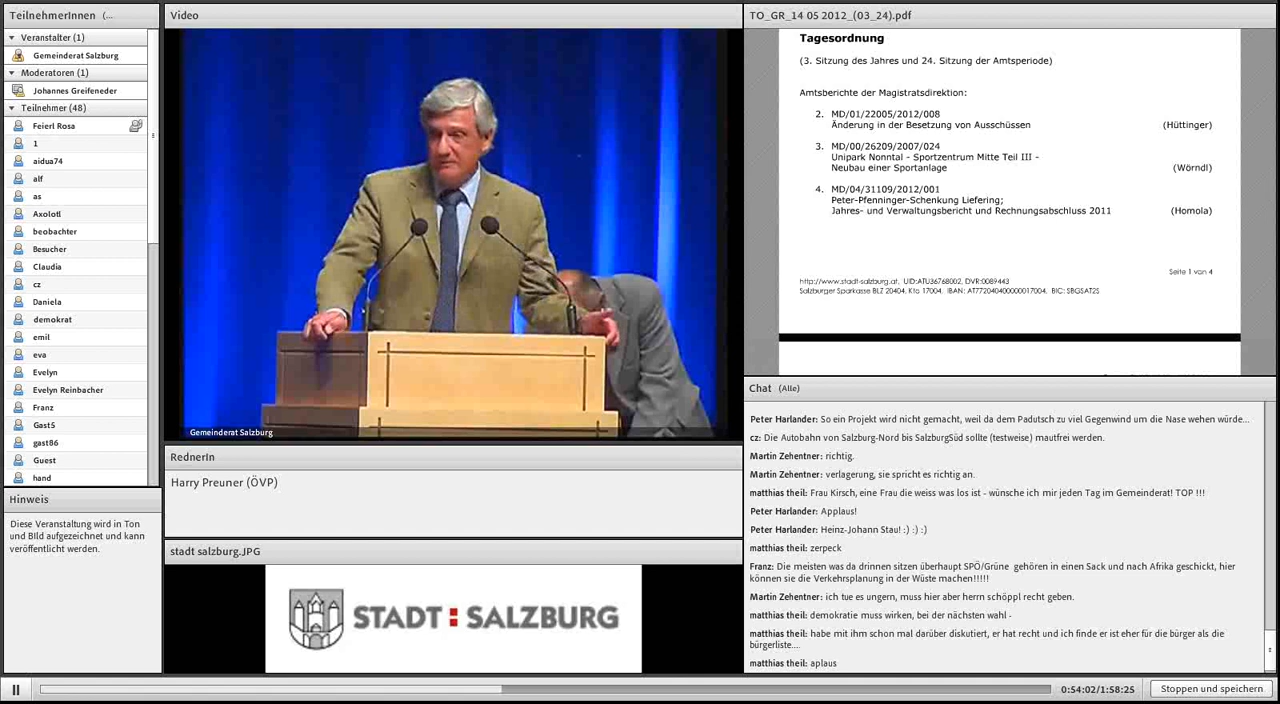 TeilnehmerInnen (...
Veranstalter (1)
Gemeinderat Salzburg
Moderatoren (1)
Johannes Greifeneder
Teilnehmer (48)
Feierl Rosa
1
aidua74
alf
as
Axolotl
beobachter
Besucher
Claudia
cz
Daniela
demokrat
emil
eva
Evelyn
Evelyn Reinbacher
Franz
Gast5
gast86
Guest
hand
Hinweis
Diese Veranstaltung wird in Ton
und BIld aufgezeichnet und kann
veröffentlicht werden.
Video
Gemeinderat Salzburg
RednerIn
Harry Preuner (ÖVP)
stadt salzburg.JPG
STADT:SALZBURG
TO_GR_14 05 2012_(03_24).pdf
Tagesordnung
(3. Sitzung des Jahres und 24. Sitzung der Amtsperiode)
Amtsberichte der Magistratsdirektion:
2. MD/01/22005/2012/008
Änderung in der Besetzung von Ausschüssen (Hüttinger)
3. MD/00/26209/2007/024
Unipark Nonntal - Sportzentrum Mitte Teil III -
Neubau einer Sportanlage (Wörndl)
4. MD/04/31109/2012/001
Peter-Pfenninger-Schenkung Liefering;
Jahres- und Verwaltungsbericht und Rechnungsabschluss 2011 (Homola)
Seite 1 von 4
http://www.stadt-salzburg.at, UID:ATU36768002, DVR:0089443
Salzburger Sparkasse BLZ 20404, Kto 17004, IBAN: AT772040400000017004, BIC: SBGSAT2S
Chat (Alle)
Peter Harlander: So ein Projekt wird nicht gemacht, weil da dem Padutsch zu viel Gegenwind um die Nase wehen würde...
cz: Die Autobahn von Salzburg-Nord bis SalzburgSüd sollte (testweise) mautfrei werden.
Martin Zehentner: richtig.
Martin Zehentner: verlagerung, sie spricht es richtig an.
matthias theil: Frau Kirsch, eine Frau die weiss was los ist - wünsche ich mir jeden Tag im Gemeinderat! TOP !!!
Peter Harlander: Applaus!
Peter Harlander: Heinz-Johann Stau! :) :) :)
matthias theil: zerpeck
Franz: Die meisten was da drinnen sitzen überhaupt SPÖ/Grüne gehören in einen Sack und nach Afrika geschickt, hier
können sie die Verkehrsplanung in der Wüste machen!!!!!
Martin Zehentner: ich tue es ungern, muss hier aber herrn schöppl recht geben.
matthias theil: demokratie muss wirken, bei der nächsten wahl -
matthias theil: habe mit ihm schon mal darüber diskutiert, er hat recht und ich finde er ist eher für die bürger als die
bürgerliste....
matthias theil: aplaus
0:54:02/1:58:25
Stoppen und speichern